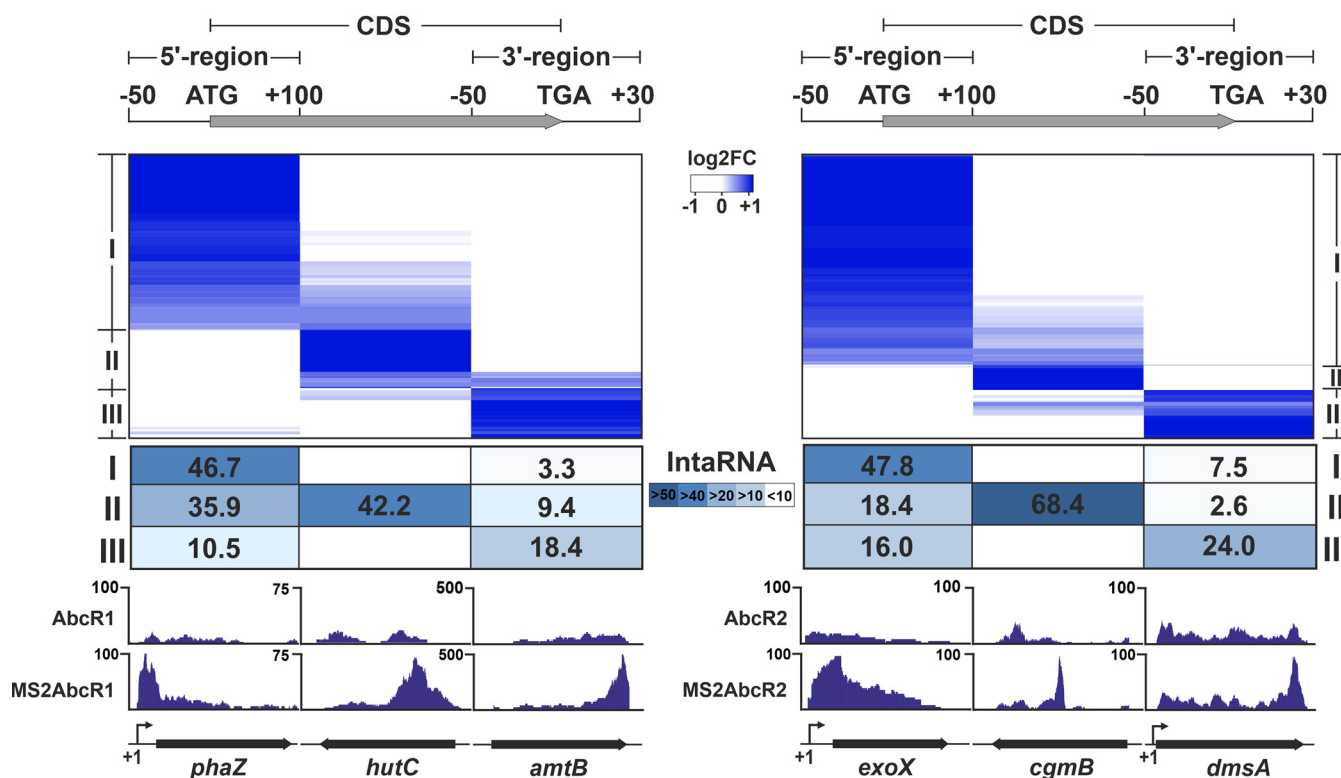 CDS
5'-region
3'-region
-50 ATG +100 -50 TGA +30
I
II
III
log2FC
-1 0 +1
CDS
5'-region
3'-region
-50 ATG +100 -50 TGA +30
I
II
II
I 46.7 3.3
II 35.9 42.2 9.4
III 10.5 18.4
IntaRNA
>50 >40 >20 >10 <10
47.8 7.5 I
18.4 68.4 2.6 II
16.0 24.0 II
AbcR1 100 75 500
MS2AbcR1 100 75 500
+1 phaZ hutC amtB
AbcR2 100 100 100
MS2AbcR2 100 100 100
+1 exoX cgmB +1 dmsA